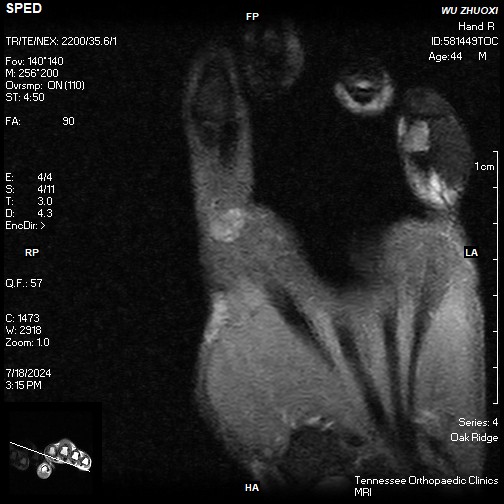 SPED
FP
WU ZHUOXI
Hand R
TR/TE/NEX: 2200/35.6/1
ID:581449TOC
Age:44 M
Fov: 140*140
M: 256*200
Ovrsmp: ON (110)
ST: 4:50
FA: 90
1cm
E: 4/4
S: 4/11
T: 3.0
D: 4.3
EncDir: >
RP
LA
Q.F.: 57
C: 1473
W: 2918
Zoom: 1.0
7/18/2024
3:15 PM
Series: 4
Oak Ridge
Tennessee Orthopaedic Clinics
MRI
HA